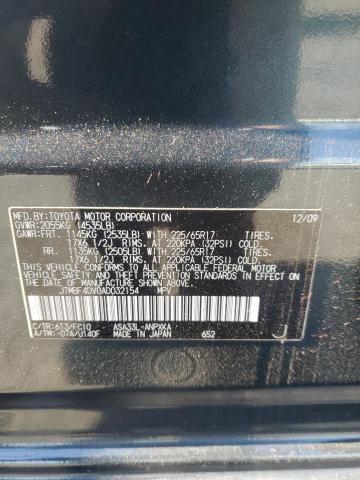 MFD.BY:TOYOTA MOTOR CORPORATION 12/09
GVWR:2055KG (4535LB)
GAWR:FRT. 1145KG (2535LB)-WITH 225/65R17 TIRES.
17X6 1/2J RIMS. AT 220KPA (32PSI) COLD.
RR. 1135KG (2505LB)-WITH 225/65R17 TIRES.
17X6 1/2J RIMS. AT 220KPA (32PSI) COLD.
THIS VEHICLE CONFORMS TO ALL APPLICABLE FEDERAL MOTOR
VEHICLE SAFETY STANDARDS IN EFFECT ON THE DATE OF
MANUFACTURE SHOWN ABOVE.
JTMBF4DV0AD032154 MPV
C/TR:6T3/FC10 ASA33L-ANPXKA
A/TM:-07A/U140F MADE IN JAPAN 652 J